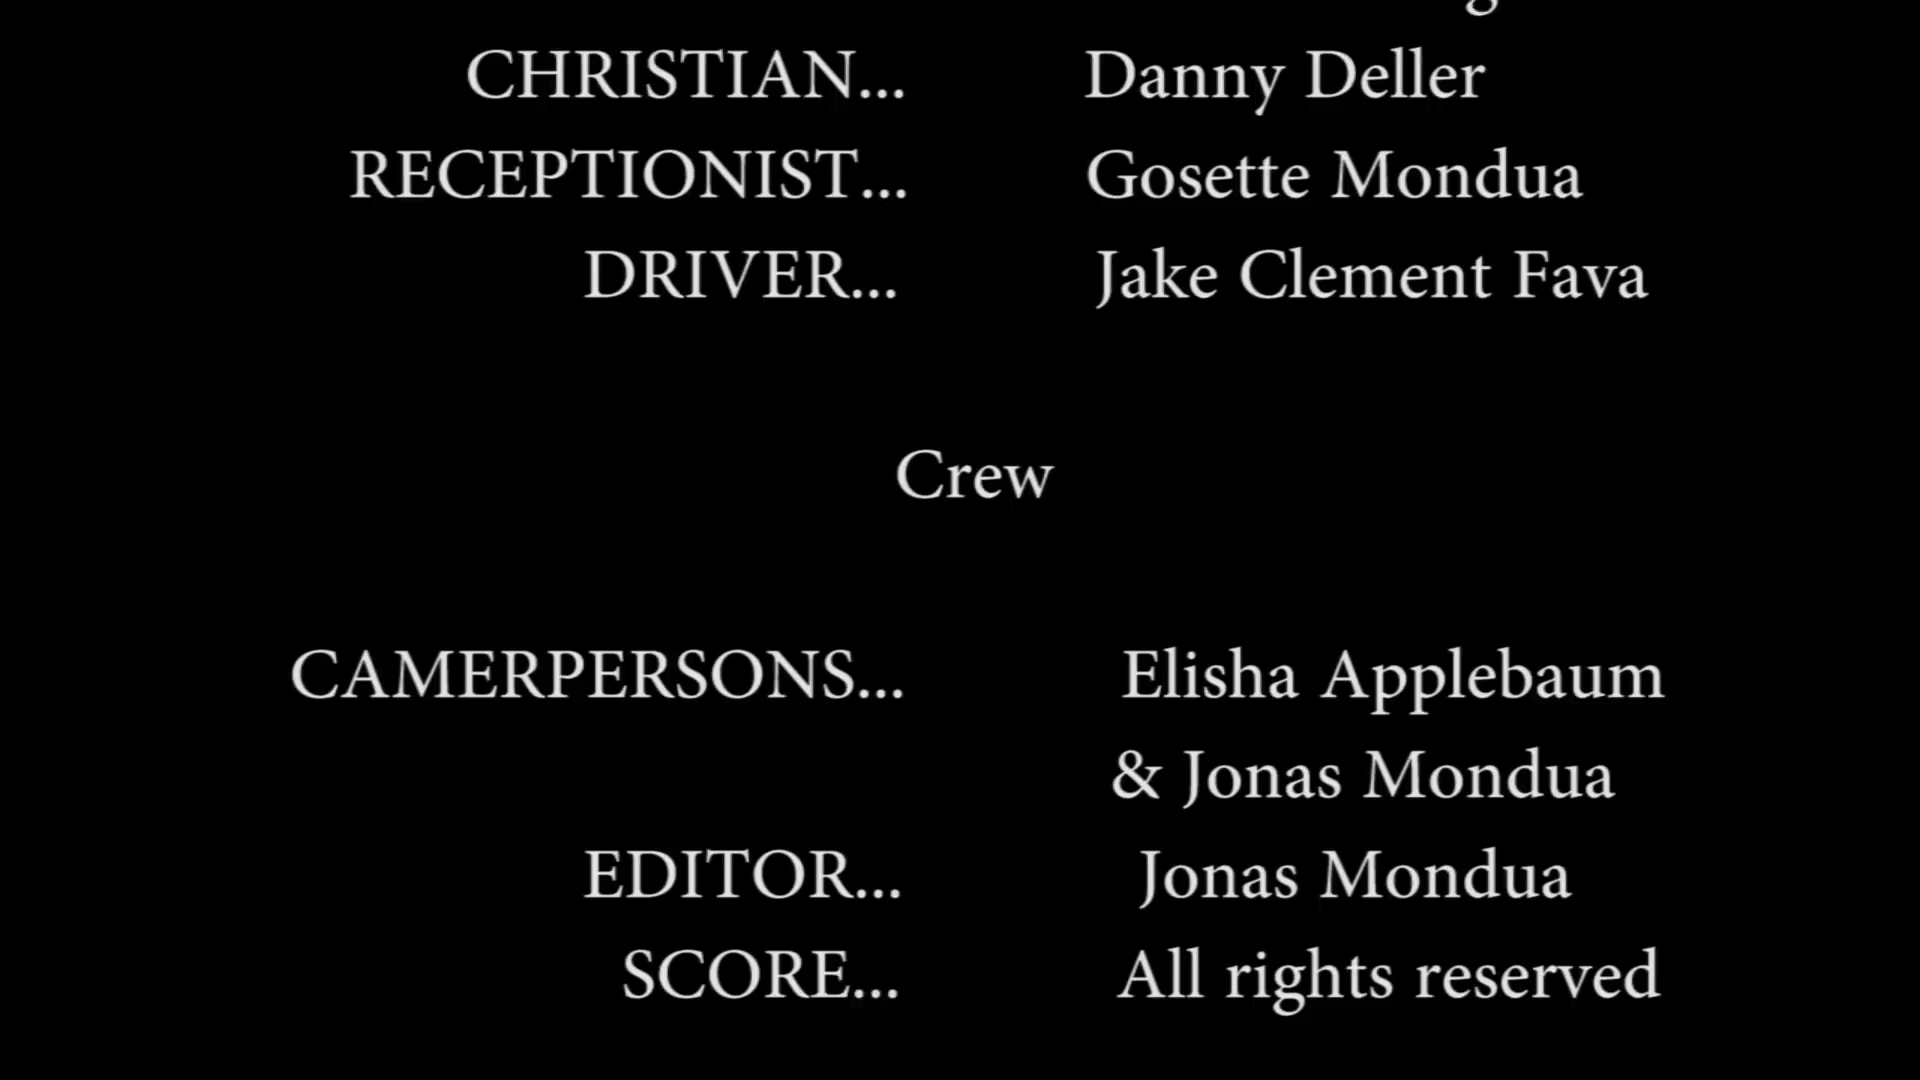 CHRISTIAN... Danny Deller
RECEPTIONIST... Gosette Mondua
DRIVER... Jake Clement Fava
Crew
CAMERPERSONS... Elisha Applebaum
& Jonas Mondua
EDITOR... Jonas Mondua
SCORE... All rights reserved